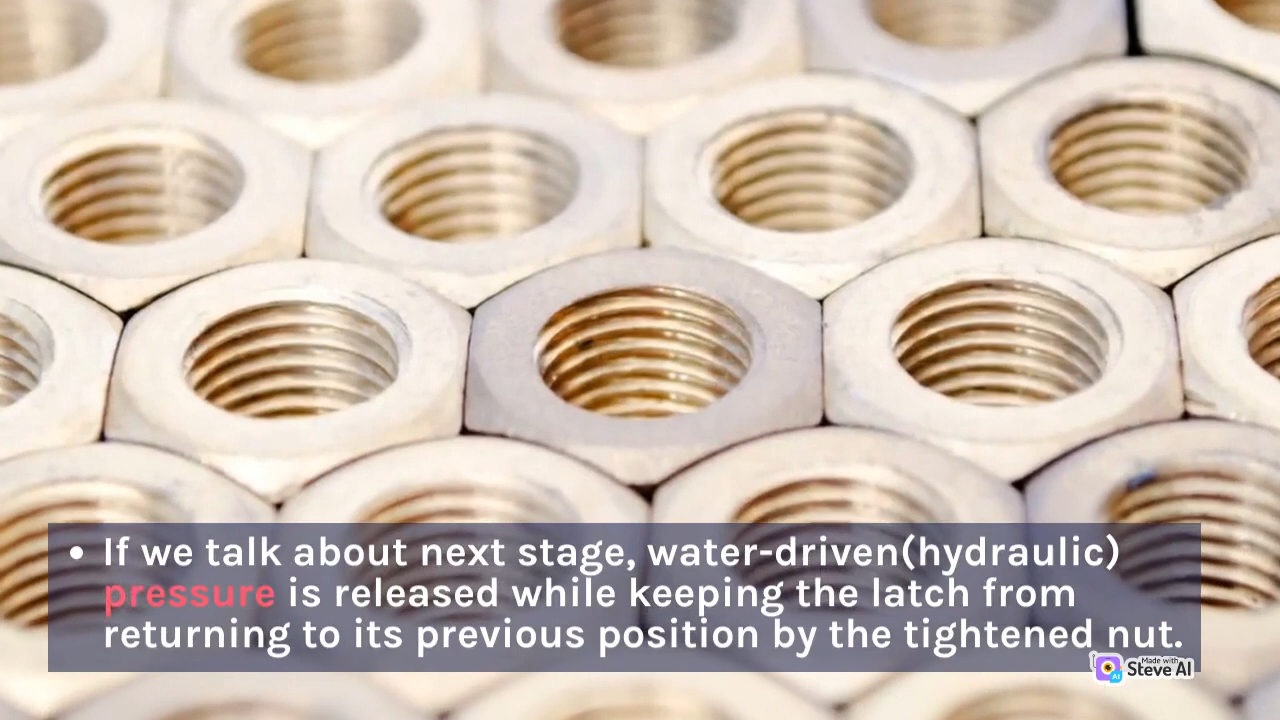 • If we talk about next stage, water-driven(hydraulic)
pressure is released while keeping the latch from
returning to its previous position by the tightened nut.
Made with
Steve AI
AI